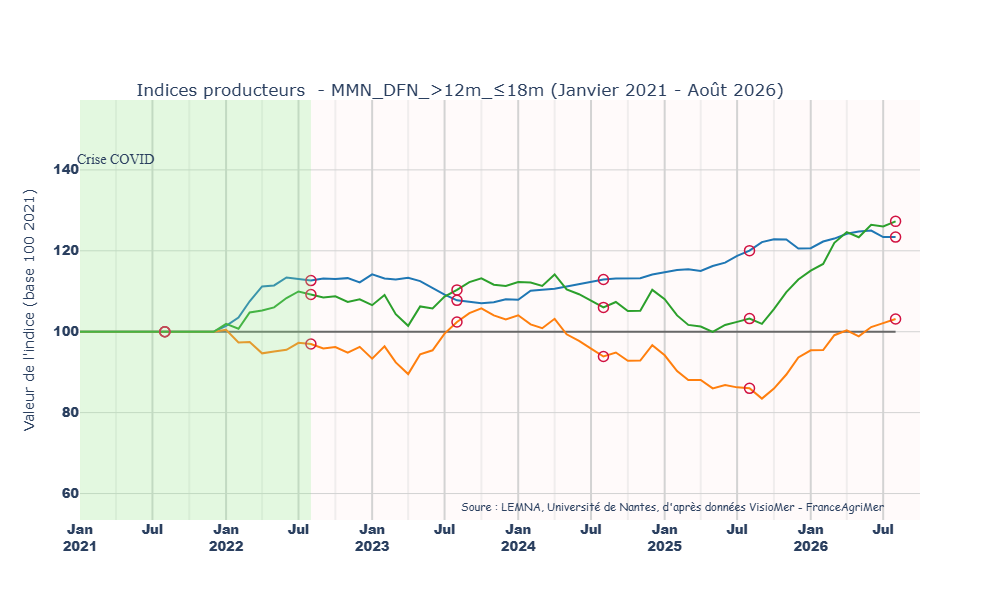 Indices producteurs - MMN_DFN_>12m_≤18m (Janvier 2021 - Août 2026)
Crise COVID
Valeur de l'indice (base 100 2021)
140
120
100
80
60
Soure : LEMNA, Université de Nantes, d'après données VisioMer - FranceAgriMer
Jan Jul Jan Jul Jan Jul Jan Jul Jan Jul Jan Jul
2021 2022 2023 2024 2025 2026